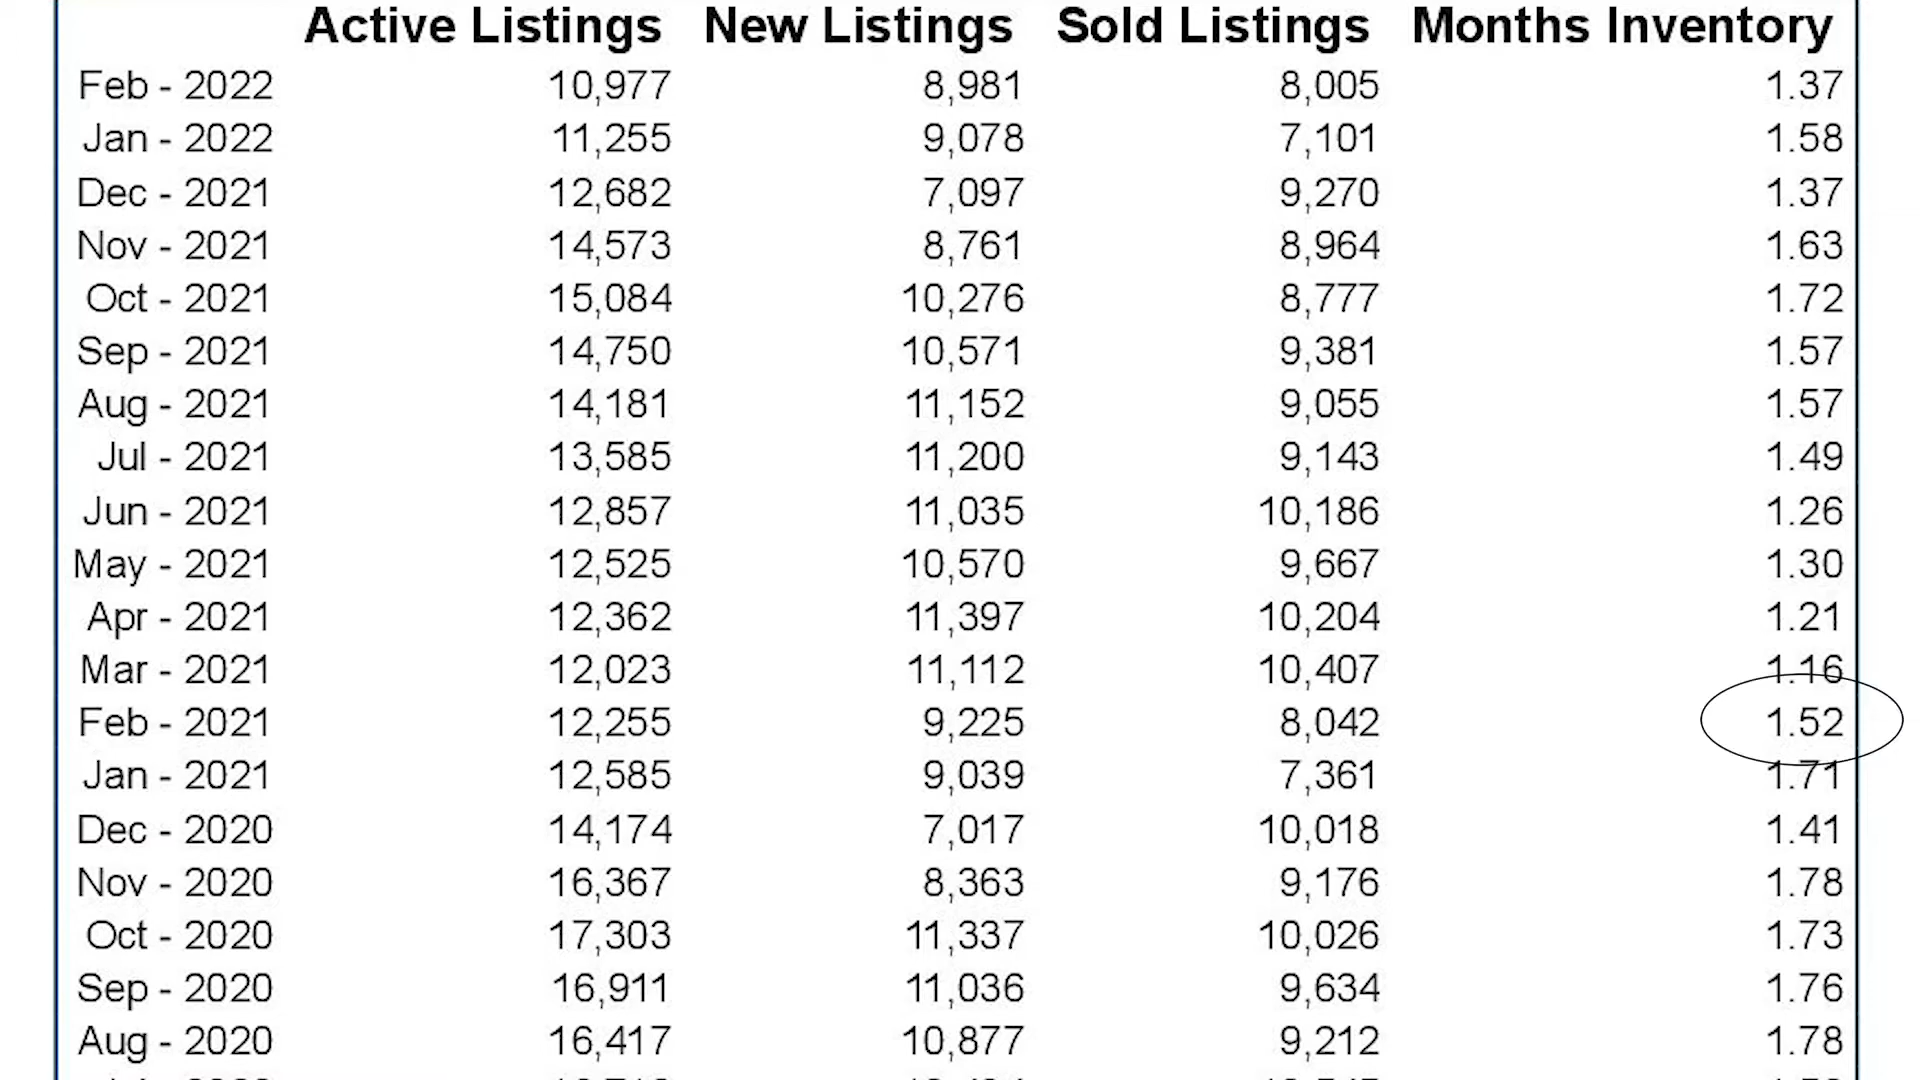 Active Listings New Listings Sold Listings Months Inventory
Feb - 2022 10,977 8,981 8,005 1.37
Jan - 2022 11,255 9,078 7,101 1.58
Dec - 2021 12,682 7,097 9,270 1.37
Nov - 2021 14,573 8,761 8,964 1.63
Oct - 2021 15,084 10,276 8,777 1.72
Sep - 2021 14,750 10,571 9,381 1.57
Aug - 2021 14,181 11,152 9,055 1.57
Jul - 2021 13,585 11,200 9,143 1.49
Jun - 2021 12,857 11,035 10,186 1.26
May - 2021 12,525 10,570 9,667 1.30
Apr - 2021 12,362 11,397 10,204 1.21
Mar - 2021 12,023 11,112 10,407 1.16
Feb - 2021 12,255 9,225 8,042 1.52
Jan - 2021 12,585 9,039 7,361 1.71
Dec - 2020 14,174 7,017 10,018 1.41
Nov - 2020 16,367 8,363 9,176 1.78
Oct - 2020 17,303 11,337 10,026 1.73
Sep - 2020 16,911 11,036 9,634 1.76
Aug - 2020 16,417 10,877 9,212 1.78